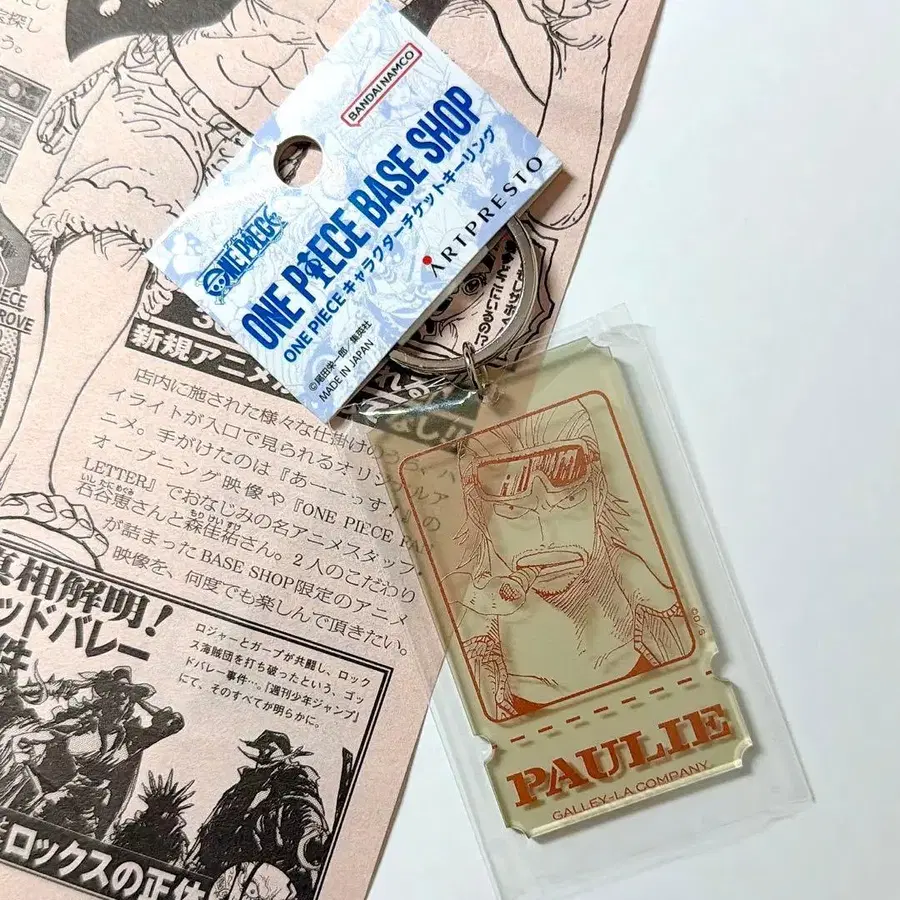 BANDAI NAMCO
ONE PIECE
ONE PIECE BASE SHOP
ONE PIECE キャラクターチケットキーリング
ARTPRESTO
©尾田栄一郎／集英社
MADE IN JAPAN
PAULIE
GALLEY-LA COMPANY
新規アニメ
店内に施された様々な仕掛け
イライトが入口で見られるオリ
ニメ。手がけたのは『あーーっす!
オープニング映像や『ONE PIECE FAN
LETTER』でおなじみの名アニメスタッフ、
石谷恵さんと森佳祐さん。2人のこだわり
が詰まったBASE SHOP限定のアニメ
映像を、何度でも楽しんで頂きたい。
真相解明!
ッドバレー
件
ロジャーとガープが共闘し、ロック
ス海賊団を打ち破ったという、ゴッ
ドバレー事件…。『週刊少年ジャンプ』
にて、そのすべてが明らかに。
ロックスの正体